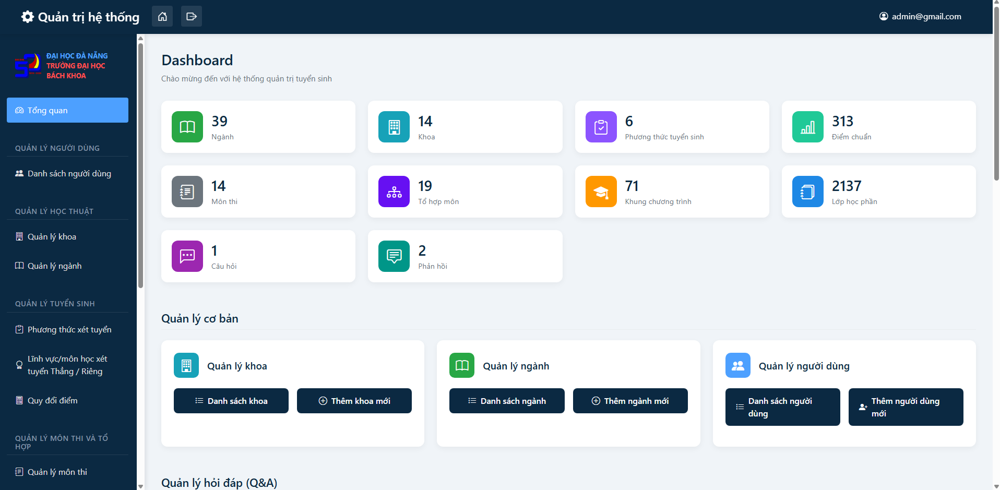 Quản trị hệ thống
admin@gmail.com
ĐẠI HỌC ĐÀ NẴNG
TRƯỜNG ĐẠI HỌC
BÁCH KHOA
Tổng quan
QUẢN LÝ NGƯỜI DÙNG
Danh sách người dùng
QUẢN LÝ HỌC THUẬT
Quản lý khoa
Quản lý ngành
QUẢN LÝ TUYỂN SINH
Phương thức xét tuyển
Lĩnh vực/môn học xét
tuyển Thẳng / Riêng
Quy đổi điểm
QUẢN LÝ MÔN THI VÀ TỔ
HỢP
Quản lý môn thi
Dashboard
Chào mừng đến với hệ thống quản trị tuyển sinh
39
Ngành
14
Khoa
6
Phương thức tuyển sinh
313
Điểm chuẩn
14
Môn thi
19
Tổ hợp môn
71
Khung chương trình
2137
Lớp học phần
1
Câu hỏi
2
Phản hồi
Quản lý cơ bản
Quản lý khoa
Danh sách khoa
Thêm khoa mới
Quản lý ngành
Danh sách ngành
Thêm ngành mới
Quản lý người dùng
Danh sách người
dùng
Thêm người dùng
mới
Quản lý hỏi đáp (Q&A)